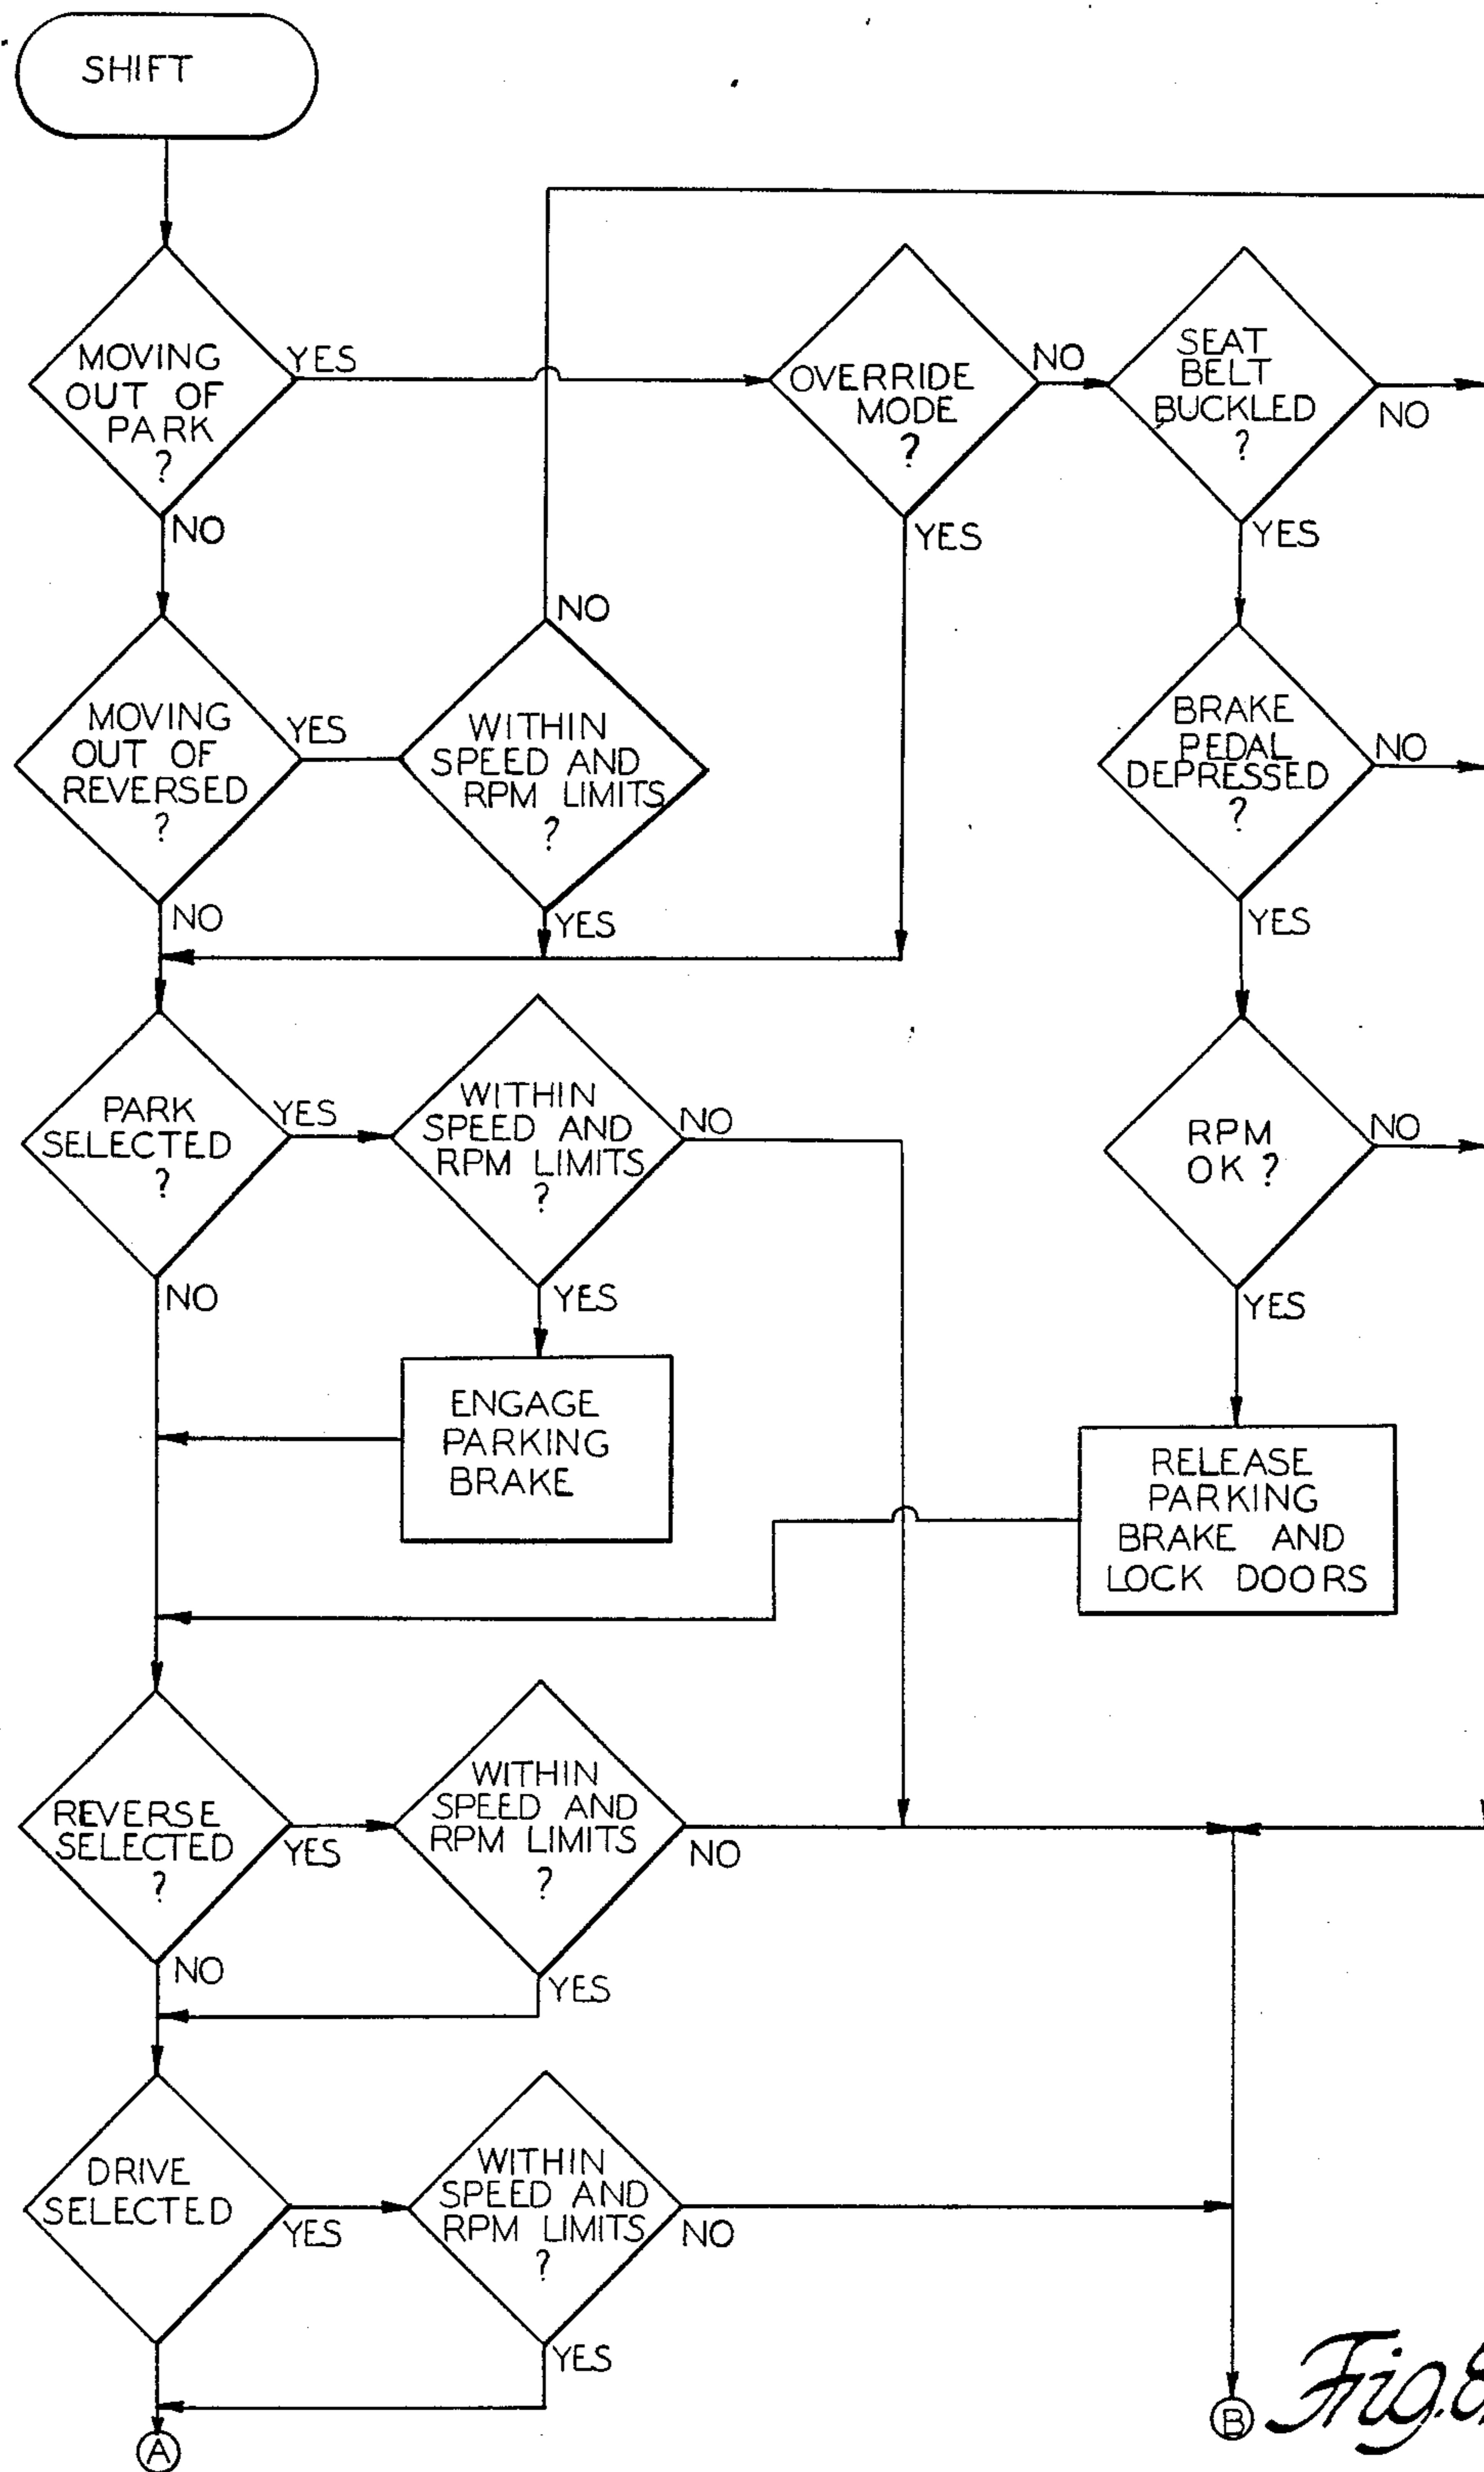 SHIFT
MOVING
OUT OF
PARK
?
YES
NO
OVERRIDE
MODE
?
NO
YES
SEAT
BELT
BUCKLED
?
NO
YES
MOVING
OUT OF
REVERSED
?
YES
NO
WITHIN
SPEED AND
RPM LIMITS
?
NO
YES
BRAKE
PEDAL
DEPRESSED
?
NO
YES
PARK
SELECTED
?
YES
NO
WITHIN
SPEED AND
RPM LIMITS
?
NO
YES
RPM
OK ?
NO
YES
ENGAGE
PARKING
BRAKE
RELEASE
PARKING
BRAKE AND
LOCK DOORS
REVERSE
SELECTED
?
YES
NO
WITHIN
SPEED AND
RPM LIMITS
?
NO
YES
DRIVE
SELECTED
YES
WITHIN
SPEED AND
RPM LIMITS
?
NO
YES
A
B